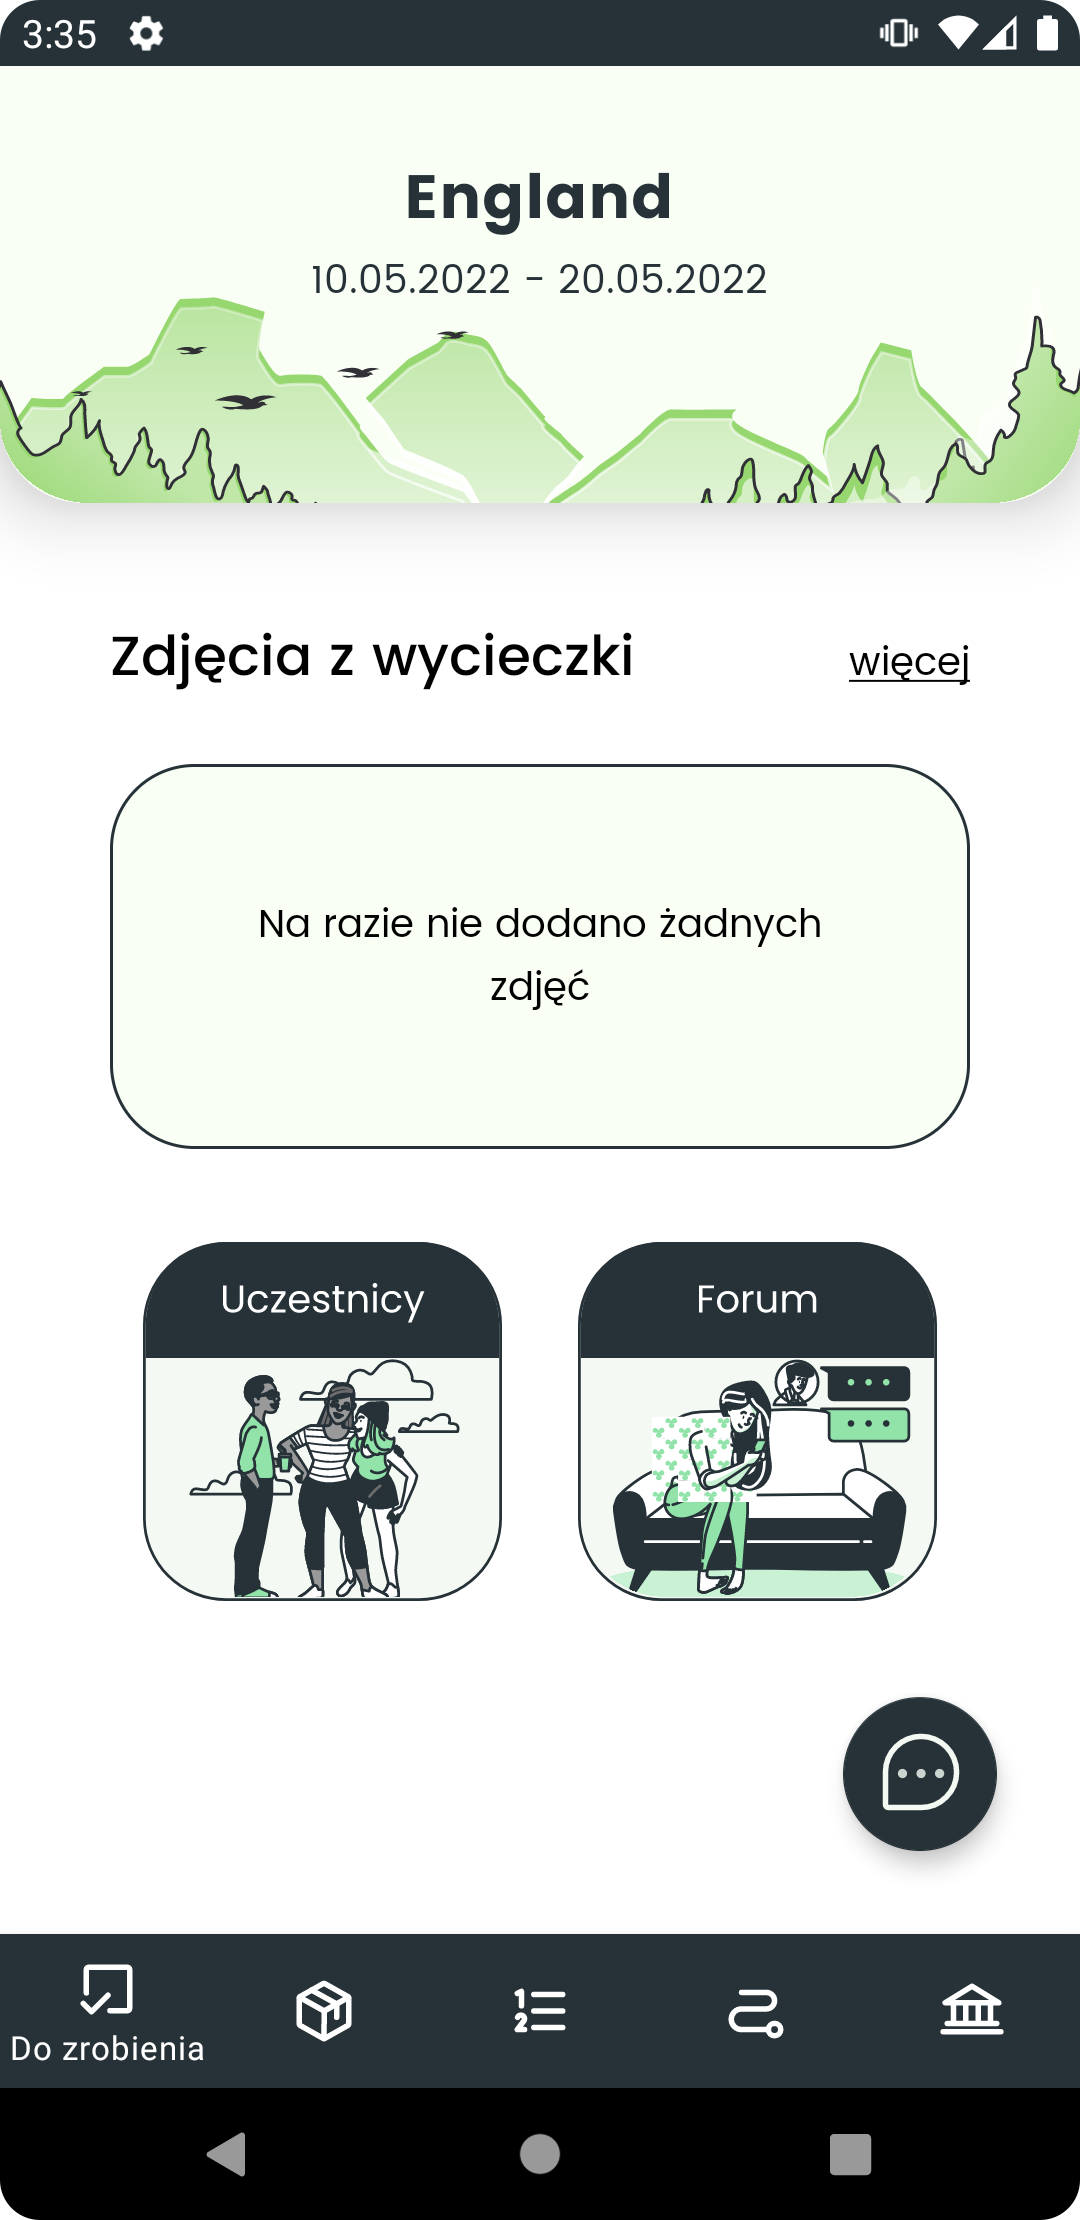 3:35
England
10.05.2022 - 20.05.2022
Zdjęcia z wycieczki
więcej
Na razie nie dodano żadnych
zdjęć
Uczestnicy
Forum
Do zrobienia